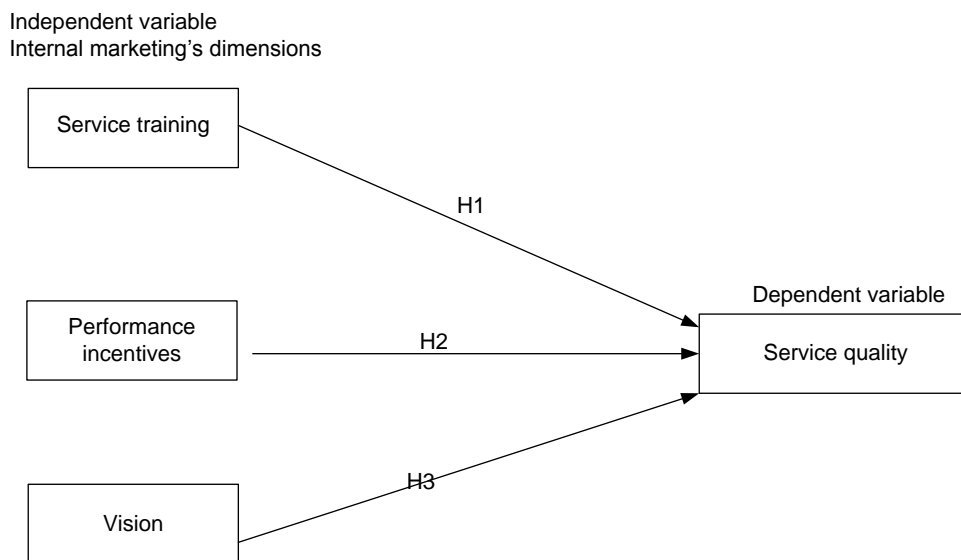 Independent variable
Internal marketing's dimensions
Service training
H1
Dependent variable
Performance
incentives
H2
Service quality
H3
Vision